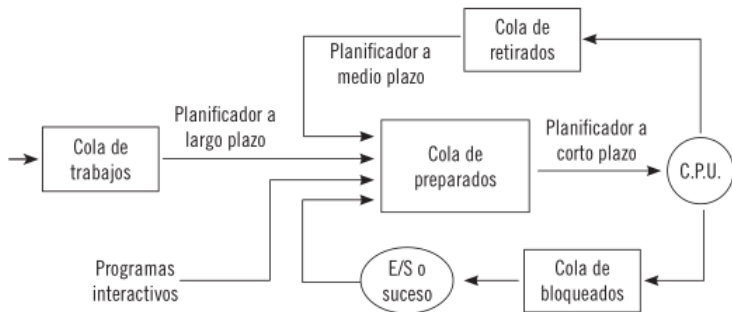 Cola de
retirados
Planificador a
medio plazo
Planificador a
largo plazo
Cola de
trabajos
Cola de
preparados
Planificador a
corto plazo
C.P.U.
Programas
interactivos
E/S o
suceso
Cola de
bloqueados